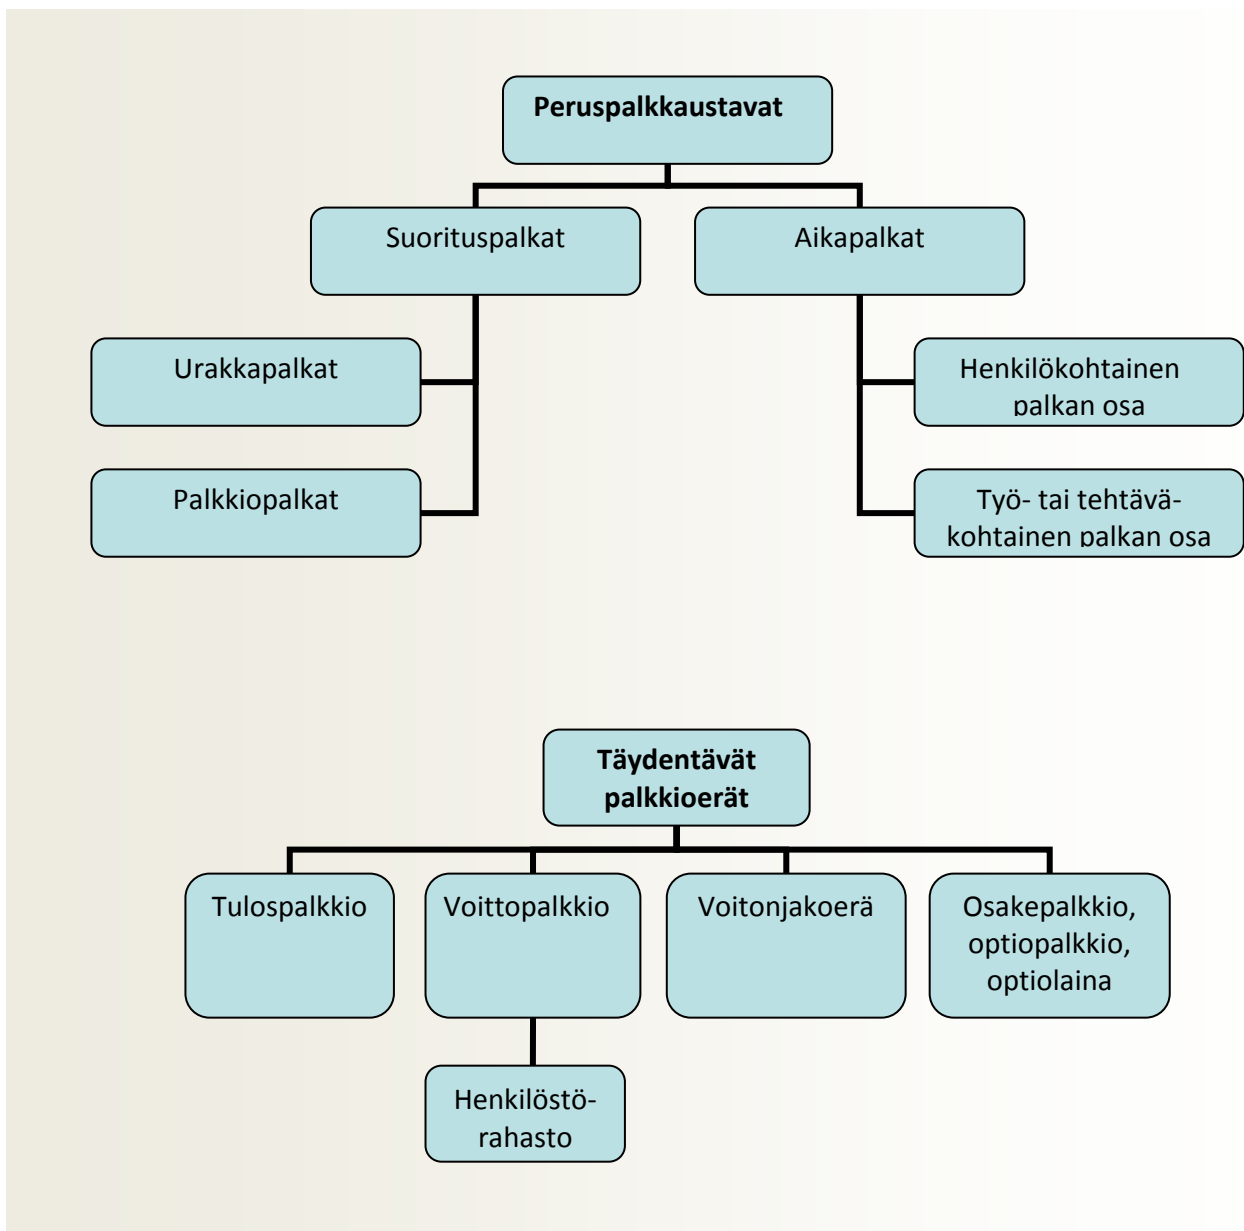 Peruspalkkaustavat
Suorituspalkat
Aikapalkat
Urakkapalkat
Henkilökohtainen
palkan osa
Palkkiopalkat
Työ- tai tehtävä-
kohtainen palkan osa
Täydentävät
palkkioerät
Tulospalkkio
Voittopalkkio
Voitonjakoerä
Osakepalkkio,
optiopalkkio,
optiolaina
Henkilöstö-
rahasto